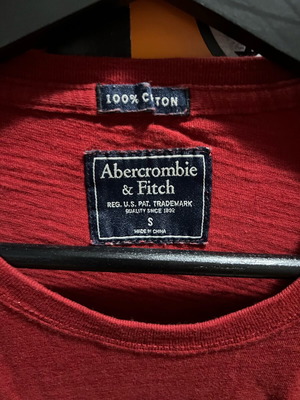 100% COTTON
Abercrombie
& Fitch
REG. U.S. PAT. TRADEMARK
QUALITY SINCE 1892
S
MADE IN CHINA